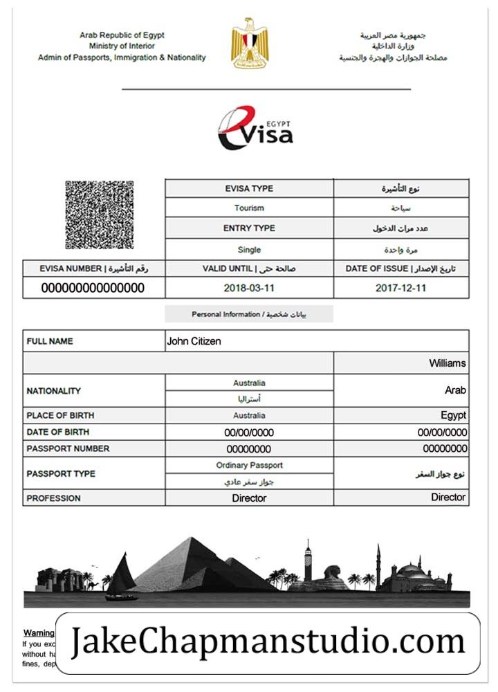 Arab Republic of Egypt
Ministry of Interior
Admin of Passports, Immigration & Nationality
جمهورية مصر العربية
وزارة الداخلية
مصلحة الجوازات والهجرة والجنسية
EGYPT
eVisa
EVISA TYPE نوع التأشيرة
Tourism سياحة
ENTRY TYPE عدد مرات الدخول
Single مرة واحدة
EVISA NUMBER | رقم التأشيرة VALID UNTIL | صالحة حتى DATE OF ISSUE | تاريخ الإصدار
000000000000000 2018-03-11 2017-12-11
Personal Information / بيانات شخصية
FULL NAME John Citizen
Williams
NATIONALITY Australia Arab
أستراليا
PLACE OF BIRTH Australia Egypt
DATE OF BIRTH 00/00/0000 00/00/0000
PASSPORT NUMBER 00000000 00000000
PASSPORT TYPE Ordinary Passport نوع جواز السفر
جواز سفر عادي
PROFESSION Director Director
Warning
If you exc
without ha
fines, dep
JakeChapmanstudio.com